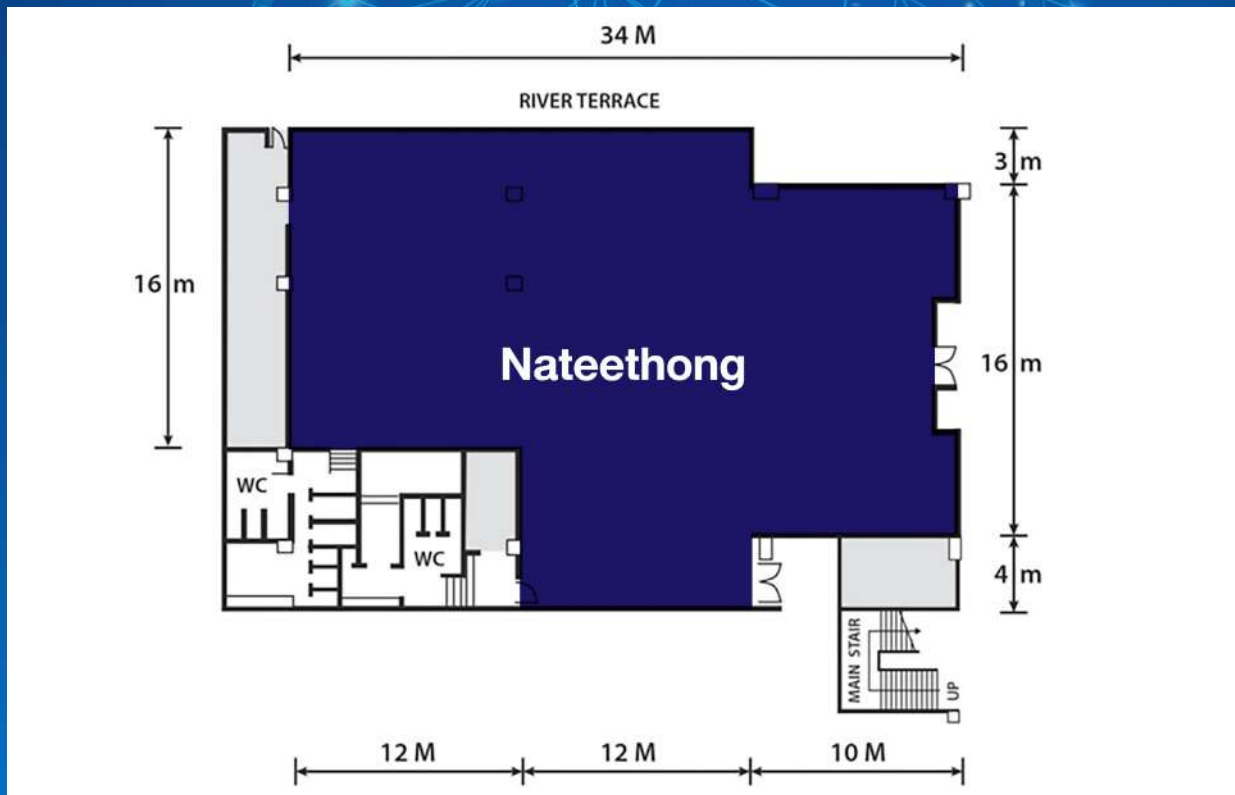 34 M
RIVER TERRACE
3 m
16 m
Nateethong
16 m
WC
WC
4 m
MAIN STAIR
UP
12 M
12 M
10 M